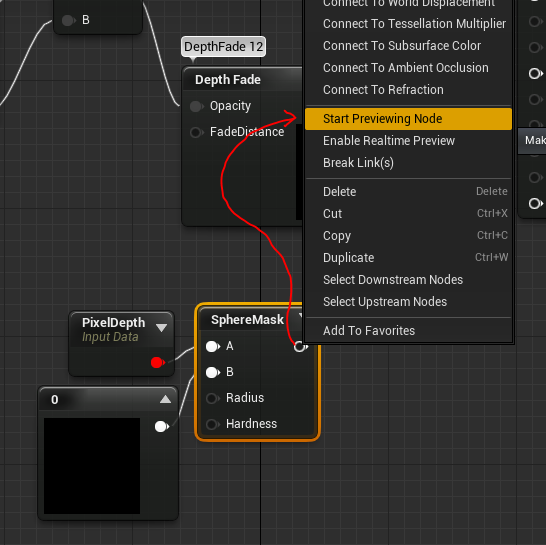 B
DepthFade 12
Depth Fade
Opacity
FadeDistance
Connect To World Displacement
Connect To Tessellation Multiplier
Connect To Subsurface Color
Connect To Ambient Occlusion
Connect To Refraction
Start Previewing Node
Enable Realtime Preview
Break Link(s)
Delete Delete
Cut Ctrl+X
Copy Ctrl+C
Duplicate Ctrl+W
Select Downstream Nodes
Select Upstream Nodes
Add To Favorites
Mak
PixelDepth
Input Data
0
SphereMask
A
B
Radius
Hardness